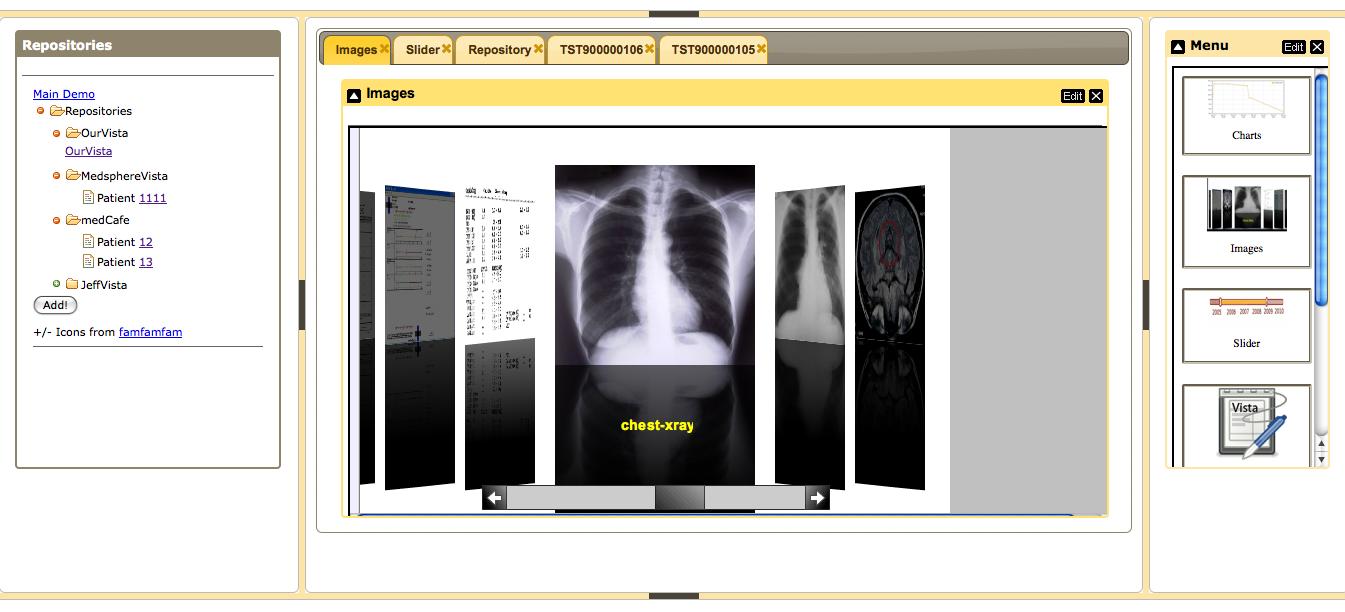 Repositories
Main Demo
Repositories
OurVista
OurVista
MedsphereVista
Patient 1111
medCafe
Patient 12
Patient 13
JeffVista
Add!
+/- Icons from famfamfam
Images
Slider
Repository
TST900000106
TST900000105
Images
Edit
chest-xray
Menu
Edit
Charts
Images
2005 2006 2007 2008 2009 2010
Slider
Vista